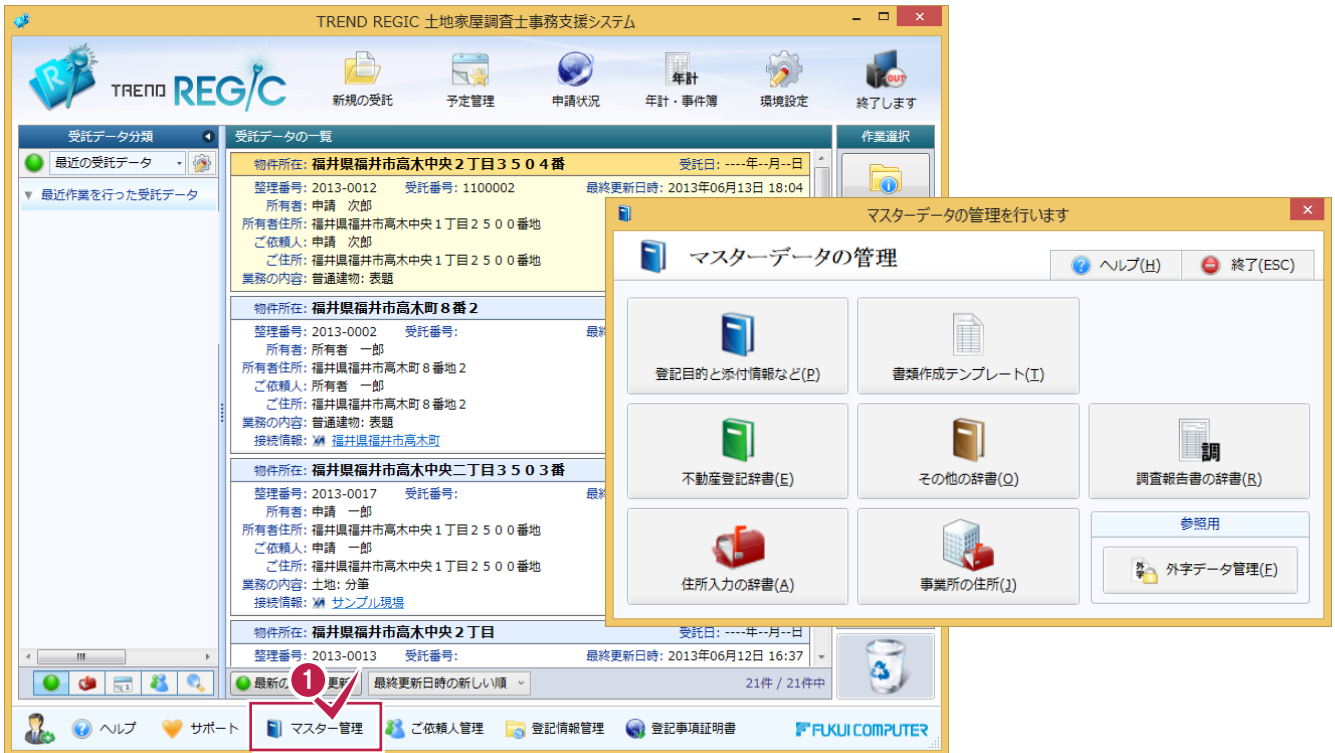 TREND REGIC 土地家屋調査士事務支援システム
TREND REGIC
新規の受託
予定管理
申請状況
年計
年計・事件簿
環境設定
OUT
終了します
受託データ分類
受託データの一覧
作業選択
最近の受託データ
最近作業を行った受託データ
物件所在: 福井県福井市高木中央2丁目3504番 受託日: ----年--月--日
整理番号: 2013-0012 受託番号: 1100002 最終更新日時: 2013年06月13日 18:04
所有者: 申請 次郎
所有者住所: 福井県福井市高木中央1丁目2500番地
ご依頼人: 申請 次郎
ご住所: 福井県福井市高木中央1丁目2500番地
業務の内容: 普通建物: 表題
物件所在: 福井県福井市高木町8番2
整理番号: 2013-0002 受託番号: 最終
所有者: 所有者 一郎
所有者住所: 福井県福井市高木町8番地2
ご依頼人: 所有者 一郎
ご住所: 福井県福井市高木町8番地2
業務の内容: 普通建物: 表題
接続情報: 福井県福井市高木町
物件所在: 福井県福井市高木中央二丁目3503番
整理番号: 2013-0017 受託番号: 最終
所有者: 申請 一郎
所有者住所: 福井県福井市高木中央1丁目2500番地
ご依頼人: 申請 一郎
ご住所: 福井県福井市高木中央1丁目2500番地
業務の内容: 土地: 分筆
接続情報: サンプル現場
物件所在: 福井県福井市高木中央2丁目 受託日: ----年--月--日
整理番号: 2013-0013 受託番号: 最終更新日時: 2013年06月12日 16:37
最新の 更新 最終更新日時の新しい順 21件 / 21件中
1
ヘルプ
サポート
マスター管理
ご依頼人管理
登記情報管理
登記事項証明書
FUKUI COMPUTER
マスターデータの管理を行います
マスターデータの管理
ヘルプ(H)
終了(ESC)
登記目的と添付情報など(P)
書類作成テンプレート(T)
不動産登記辞書(E)
その他の辞書(O)
調
調査報告書の辞書(R)
住所入力の辞書(A)
事業所の住所(J)
参照用
外字
外字データ管理(F)